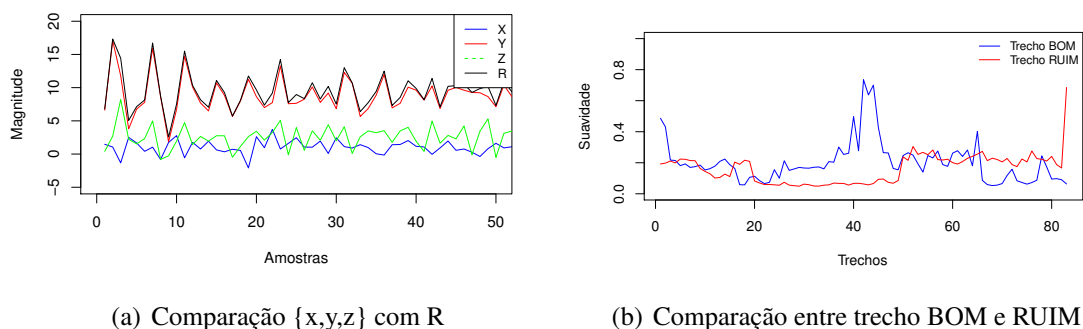 Magnitude
20
15
10
5
0
−5
X
Y
Z
R
0
10
20
30
40
50
Amostras
(a) Comparação {x,y,z} com R
Suavidade
0.8
0.4
0.0
Trecho BOM
Trecho RUIM
0
20
40
60
80
Trechos
(b) Comparação entre trecho BOM e RUIM